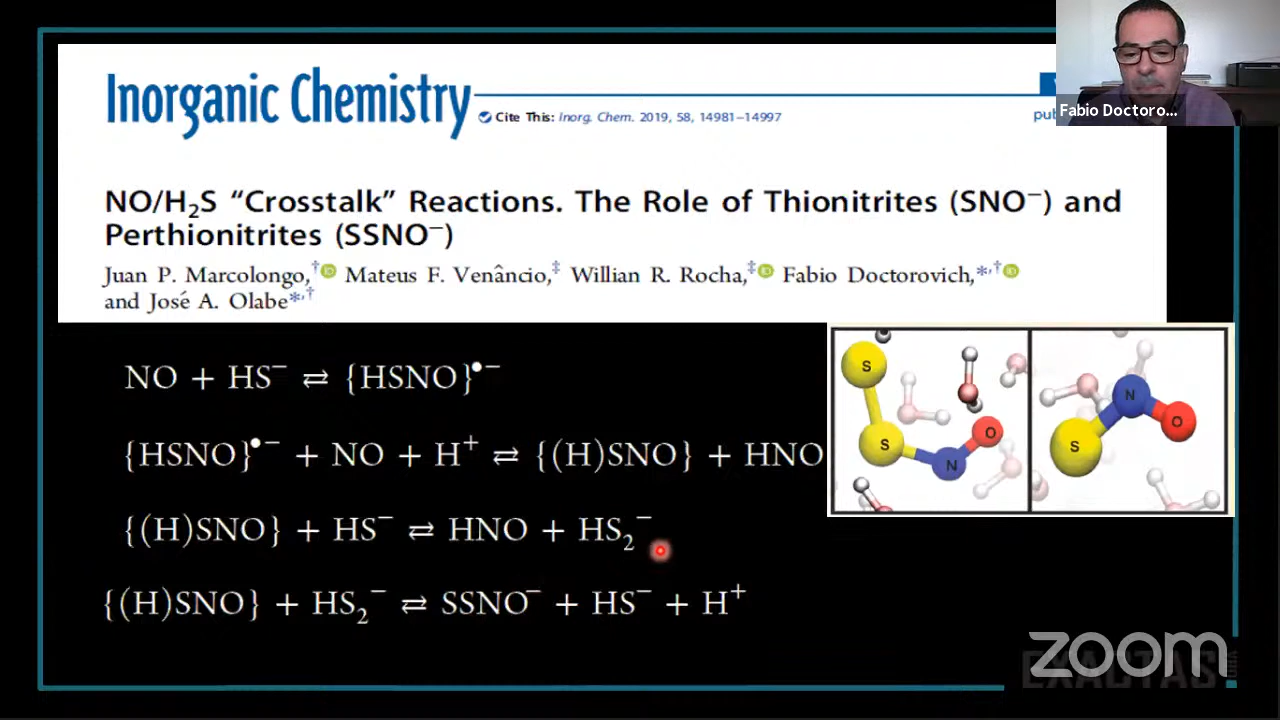 Inorganic Chemistry
Cite This: Inorg. Chem. 2019, 58, 14981−14997
pub
Fabio Doctoro...
NO/H₂S “Crosstalk” Reactions. The Role of Thionitrites (SNO⁻) and
Perthionitrites (SSNO⁻)
Juan P. Marcolongo,† Mateus F. Venâncio,‡ Willian R. Rocha,‡ Fabio Doctorovich,*,†
and José A. Olabe*,†
NO + HS⁻ ⇄ {HSNO}•⁻
{HSNO}•⁻ + NO + H⁺ ⇄ {(H)SNO} + HNO
{(H)SNO} + HS⁻ ⇄ HNO + HS₂⁻
{(H)SNO} + HS₂⁻ ⇄ SSNO⁻ + HS⁻ + H⁺
S
S
N
O
S
N
O
zoom
EXACTAS